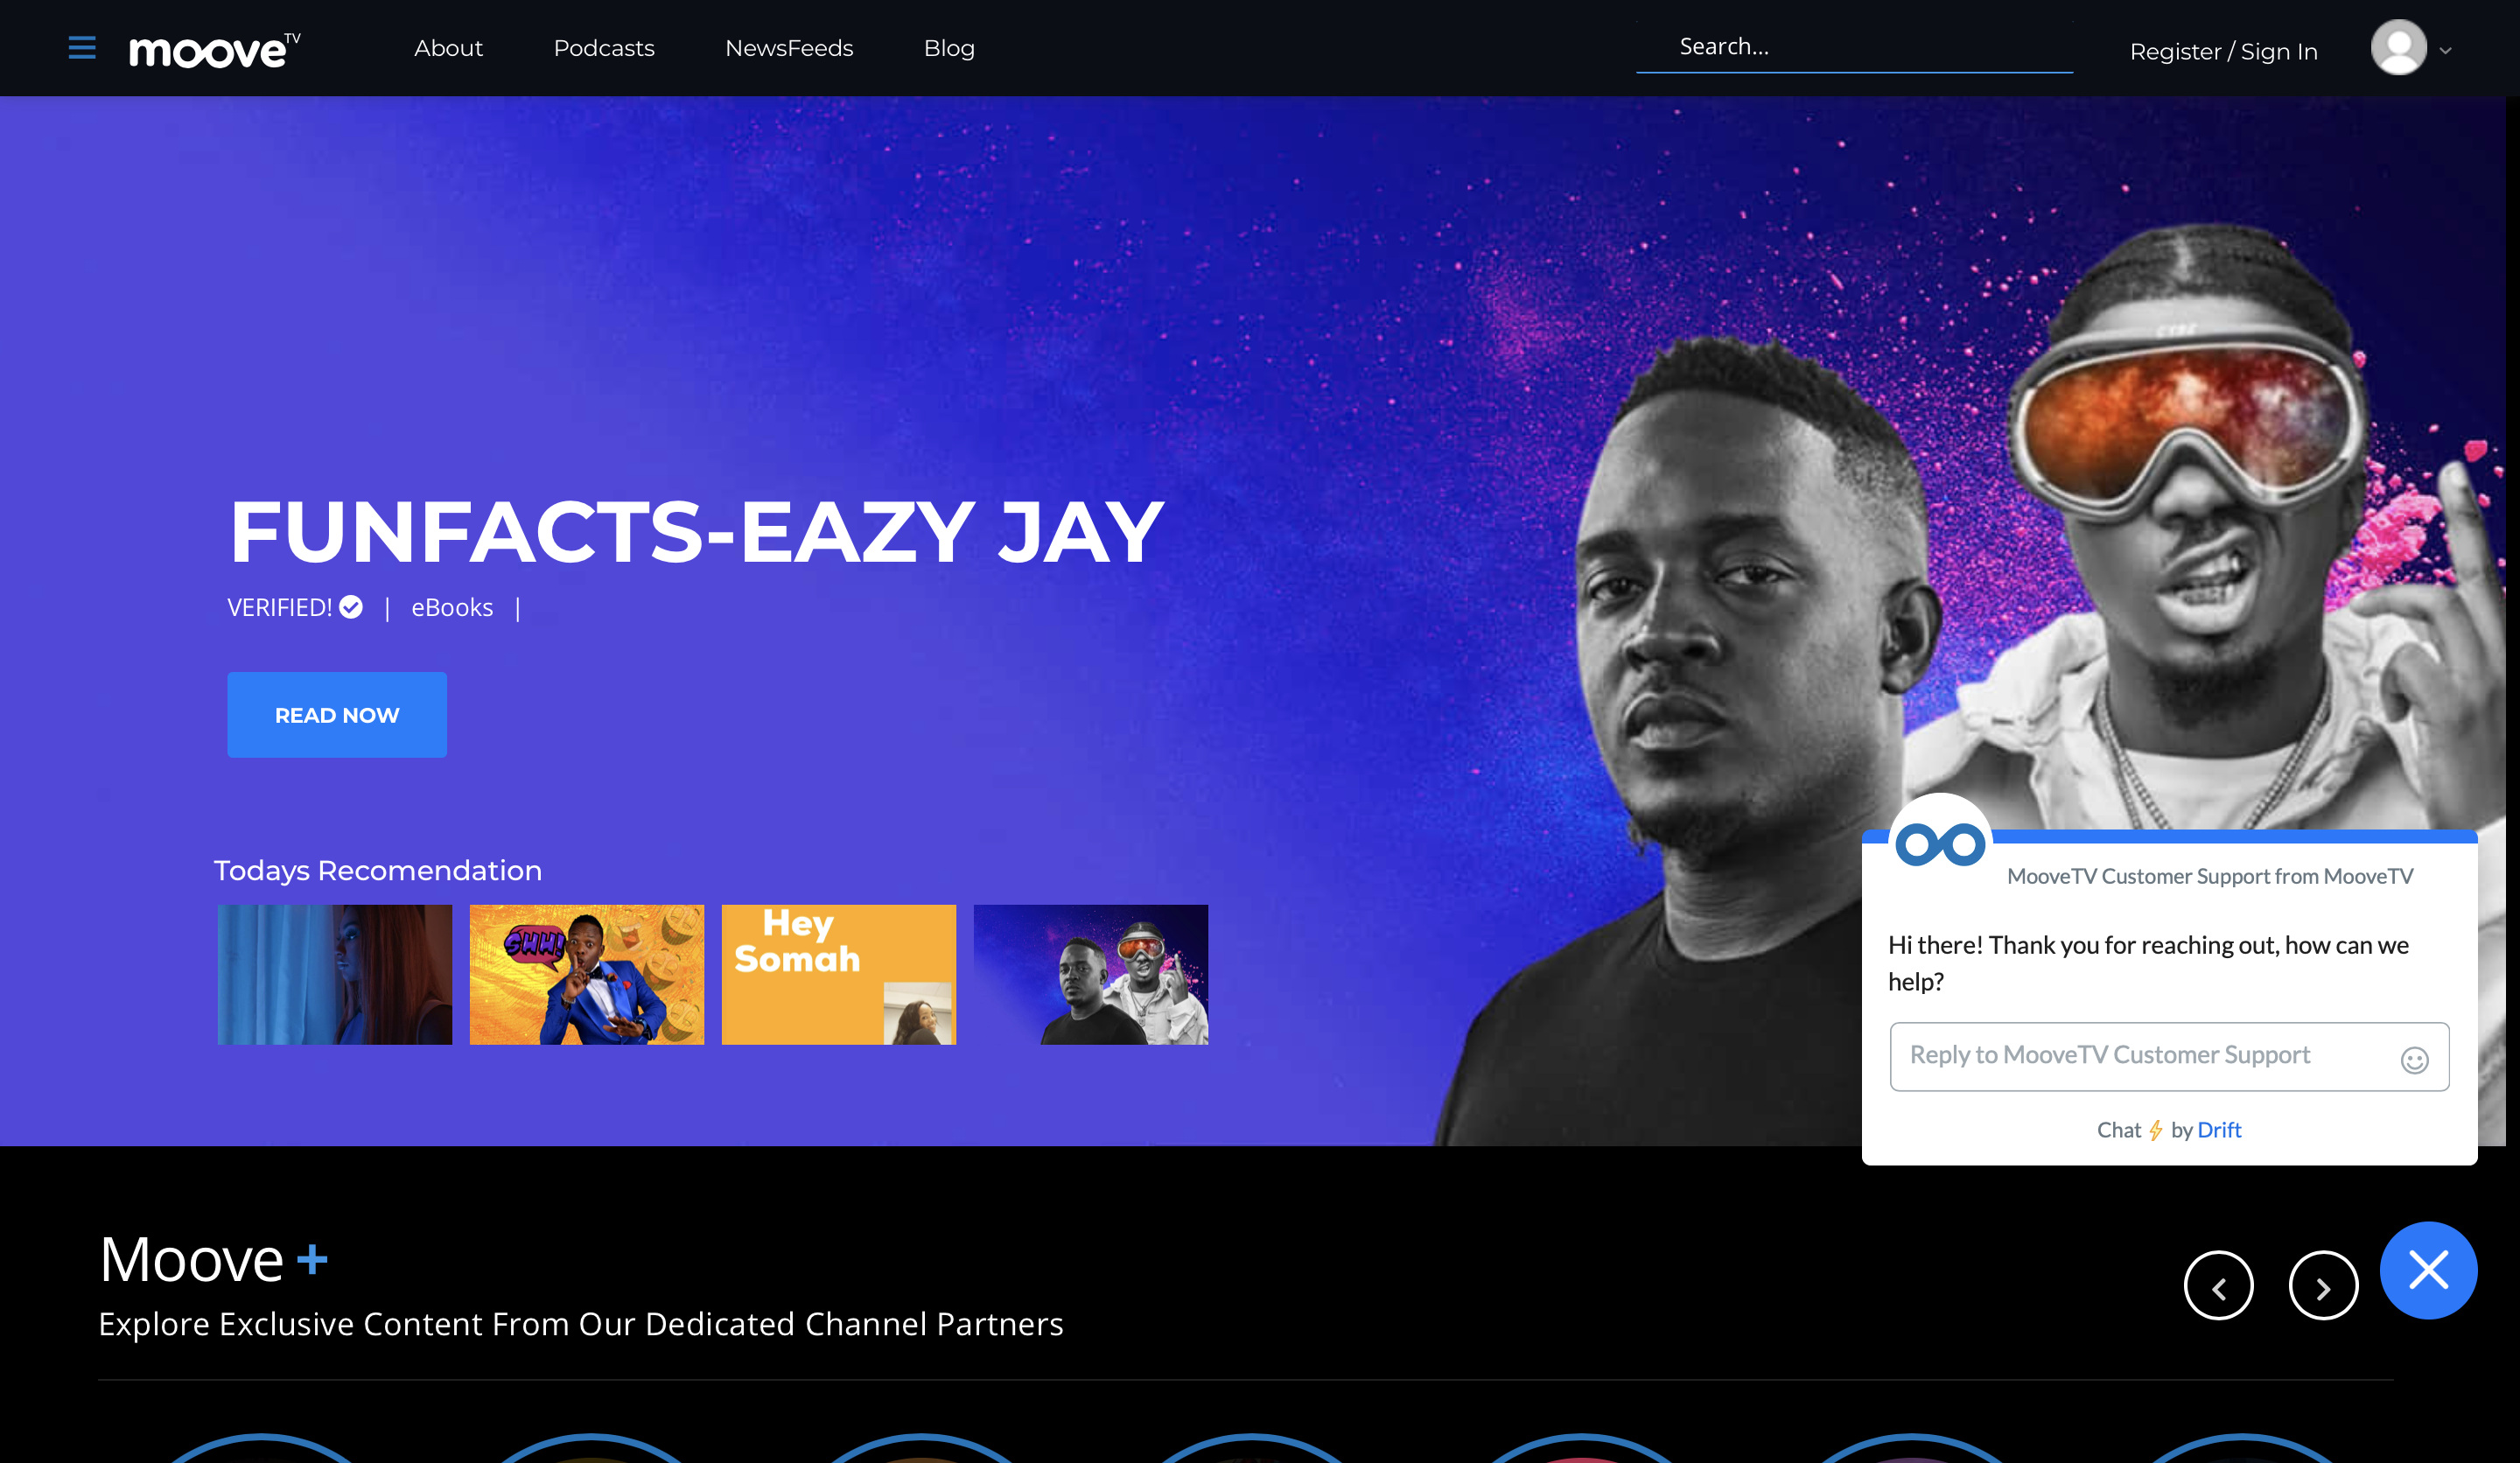 moove TV
About Podcasts NewsFeeds Blog
Search...
Register / Sign In
FUNFACTS-EAZY JAY
VERIFIED! | eBooks |
READ NOW
Todays Recomendation
SHH!
Hey
Somah
MooveTV Customer Support from MooveTV
Hi there! Thank you for reaching out, how can we
help?
Reply to MooveTV Customer Support
Chat ⚡ by Drift
Moove +
Explore Exclusive Content From Our Dedicated Channel Partners